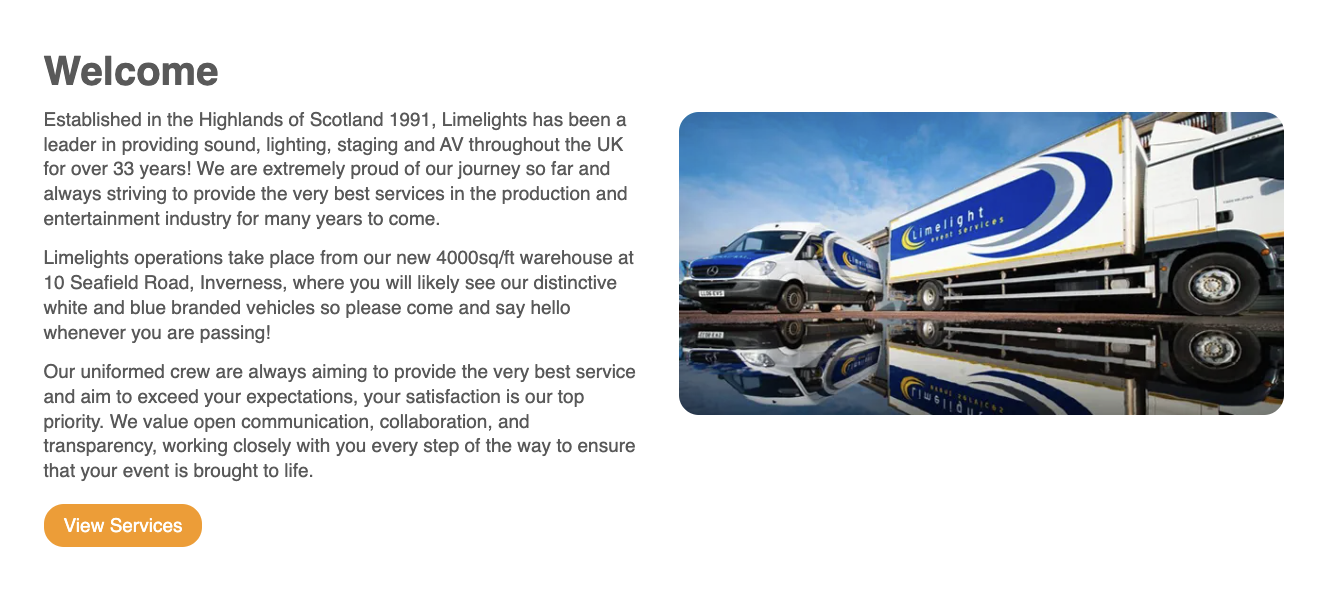 Welcome
Established in the Highlands of Scotland 1991, Limelights has been a
leader in providing sound, lighting, staging and AV throughout the UK
for over 33 years! We are extremely proud of our journey so far and
always striving to provide the very best services in the production and
entertainment industry for many years to come.
Limelights operations take place from our new 4000sq/ft warehouse at
10 Seafield Road, Inverness, where you will likely see our distinctive
white and blue branded vehicles so please come and say hello
whenever you are passing!
Our uniformed crew are always aiming to provide the very best service
and aim to exceed your expectations, your satisfaction is our top
priority. We value open communication, collaboration, and
transparency, working closely with you every step of the way to ensure
that your event is brought to life.
View Services
Limelight
event services
Limelight